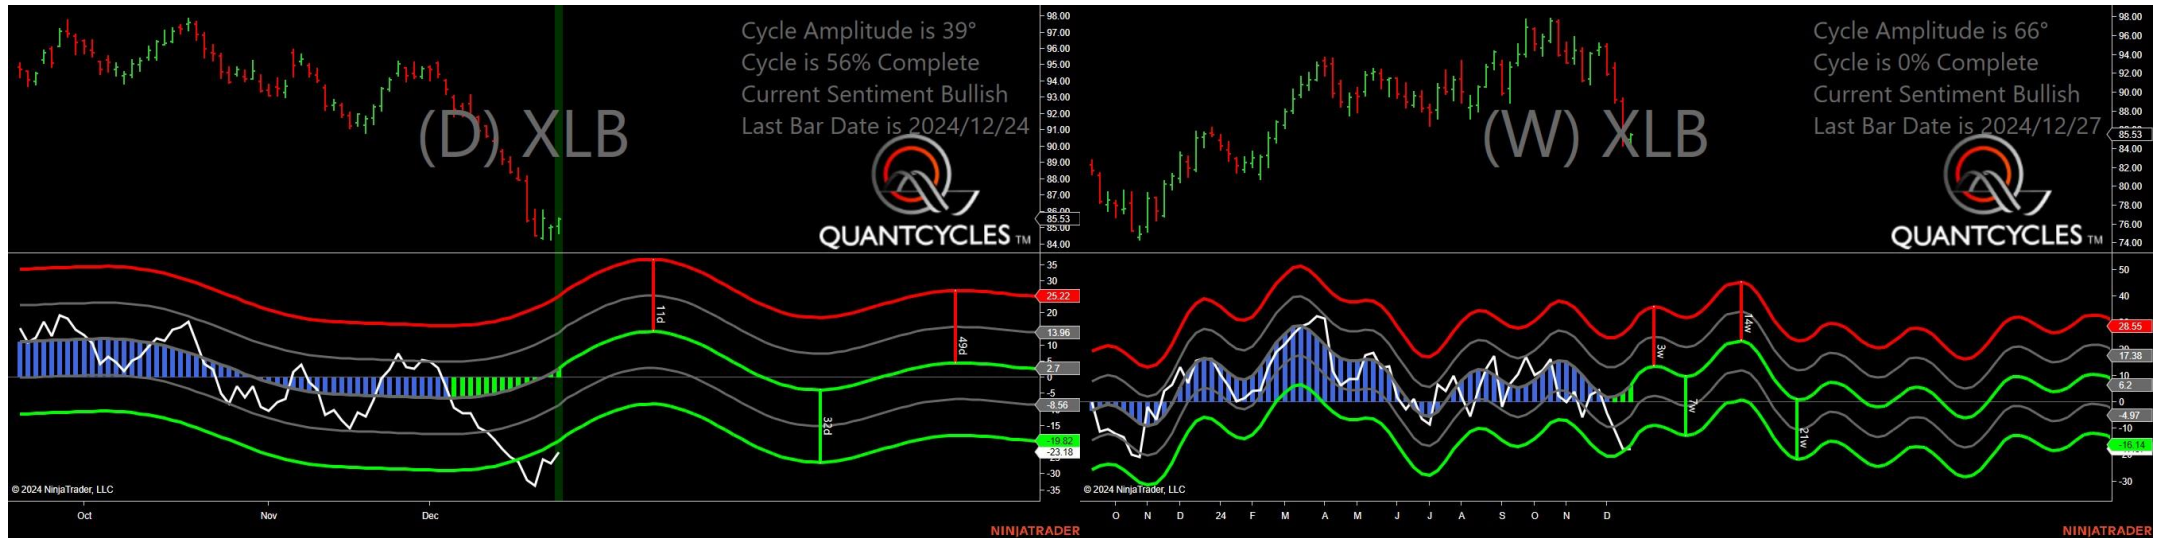 Cycle Amplitude is 39°
Cycle is 56% Complete
Current Sentiment Bullish
Last Bar Date is 2024/12/24
(D) XLB
QUANTCYCLES TM
98.00
97.00
96.00
95.00
94.00
93.00
92.00
91.00
90.00
89.00
88.00
87.00
86.00
85.53
85.00
84.00
35
30
25.22
20
13.96
10
5
2.7
0
-5
-8.56
-15
-19.82
-23.18
-30
-35
11d
32d
49d
© 2024 NinjaTrader, LLC
Oct Nov Dec
NINJATRADER
Cycle Amplitude is 66°
Cycle is 0% Complete
Current Sentiment Bullish
Last Bar Date is 2024/12/27
(W) XLB
QUANTCYCLES TM
98.00
96.00
94.00
92.00
90.00
88.00
85.53
84.00
82.00
80.00
78.00
76.00
74.00
50
40
28.55
17.38
10
6.2
0
-4.97
-10
-16.14
-30
3w
7w
14w
21w
© 2024 NinjaTrader, LLC
O N D 24 F M A M J J A S O N D
NINJATRADER